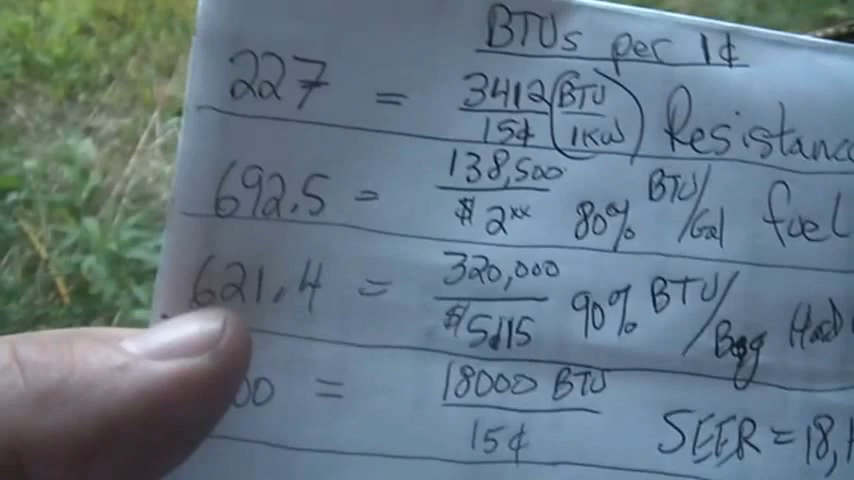 BTUs per 1¢
227 = 3412 BTU / 15¢ 1KW Resistance
692.5 = 138,500 / $2ˣˣ 80% BTU/Gal fuel
621.4 = 320,000 / $5.15 90% BTU/Bag
00 = 18000 BTU / 15¢ SEER = 18,